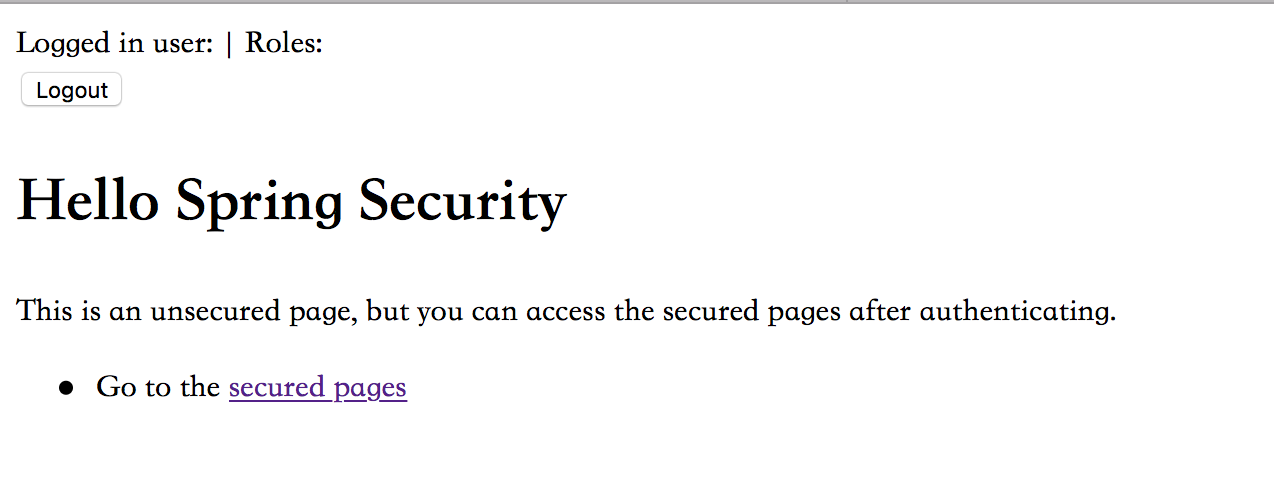 Logged in user: | Roles:
Logout
Hello Spring Security
This is an unsecured page, but you can access the secured pages after authenticating.
Go to the secured pages